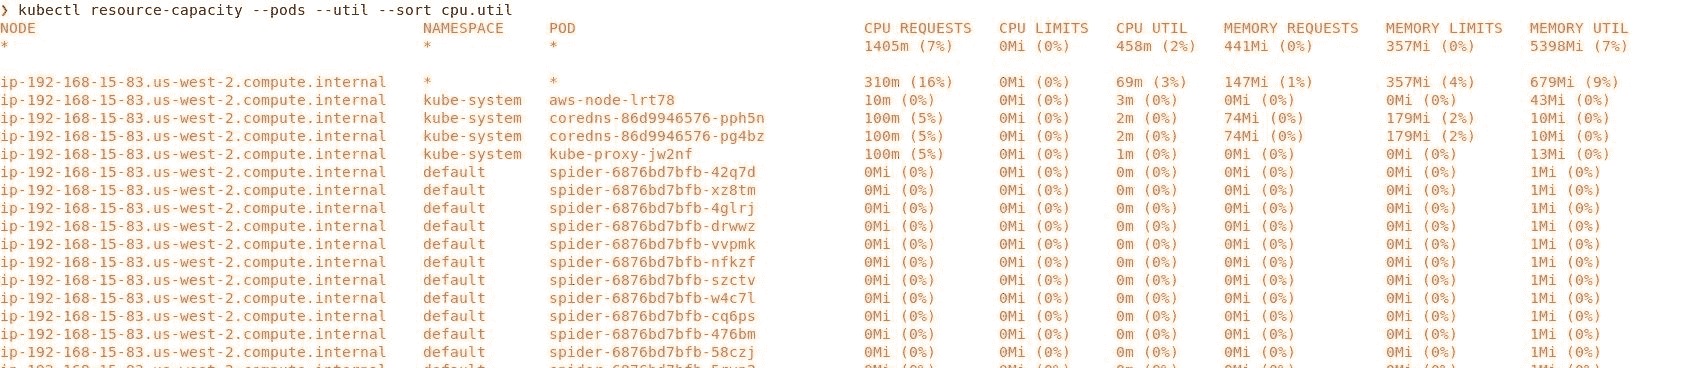 ❯ kubectl resource-capacity --pods --util --sort cpu.util
NODE NAMESPACE POD CPU REQUESTS CPU LIMITS CPU UTIL MEMORY REQUESTS MEMORY LIMITS MEMORY UTIL
* * * 1405m (7%) 0Mi (0%) 458m (2%) 441Mi (0%) 357Mi (0%) 5398Mi (7%)
ip-192-168-15-83.us-west-2.compute.internal * * 310m (16%) 0Mi (0%) 69m (3%) 147Mi (1%) 357Mi (4%) 679Mi (9%)
ip-192-168-15-83.us-west-2.compute.internal kube-system aws-node-lrt78 10m (0%) 0Mi (0%) 3m (0%) 0Mi (0%) 0Mi (0%) 43Mi (0%)
ip-192-168-15-83.us-west-2.compute.internal kube-system coredns-86d9946576-pph5n 100m (5%) 0Mi (0%) 2m (0%) 74Mi (0%) 179Mi (2%) 10Mi (0%)
ip-192-168-15-83.us-west-2.compute.internal kube-system coredns-86d9946576-pg4bz 100m (5%) 0Mi (0%) 2m (0%) 74Mi (0%) 179Mi (2%) 10Mi (0%)
ip-192-168-15-83.us-west-2.compute.internal kube-system kube-proxy-jw2nf 100m (5%) 0Mi (0%) 1m (0%) 0Mi (0%) 0Mi (0%) 13Mi (0%)
ip-192-168-15-83.us-west-2.compute.internal default spider-6876bd7bfb-42q7d 0Mi (0%) 0Mi (0%) 0m (0%) 0Mi (0%) 0Mi (0%) 1Mi (0%)
ip-192-168-15-83.us-west-2.compute.internal default spider-6876bd7bfb-xz8tm 0Mi (0%) 0Mi (0%) 0m (0%) 0Mi (0%) 0Mi (0%) 1Mi (0%)
ip-192-168-15-83.us-west-2.compute.internal default spider-6876bd7bfb-4glrj 0Mi (0%) 0Mi (0%) 0m (0%) 0Mi (0%) 0Mi (0%) 1Mi (0%)
ip-192-168-15-83.us-west-2.compute.internal default spider-6876bd7bfb-drwwz 0Mi (0%) 0Mi (0%) 0m (0%) 0Mi (0%) 0Mi (0%) 1Mi (0%)
ip-192-168-15-83.us-west-2.compute.internal default spider-6876bd7bfb-vvpmk 0Mi (0%) 0Mi (0%) 0m (0%) 0Mi (0%) 0Mi (0%) 1Mi (0%)
ip-192-168-15-83.us-west-2.compute.internal default spider-6876bd7bfb-nfkzf 0Mi (0%) 0Mi (0%) 0m (0%) 0Mi (0%) 0Mi (0%) 1Mi (0%)
ip-192-168-15-83.us-west-2.compute.internal default spider-6876bd7bfb-szctv 0Mi (0%) 0Mi (0%) 0m (0%) 0Mi (0%) 0Mi (0%) 1Mi (0%)
ip-192-168-15-83.us-west-2.compute.internal default spider-6876bd7bfb-w4c7l 0Mi (0%) 0Mi (0%) 0m (0%) 0Mi (0%) 0Mi (0%) 1Mi (0%)
ip-192-168-15-83.us-west-2.compute.internal default spider-6876bd7bfb-cq6ps 0Mi (0%) 0Mi (0%) 0m (0%) 0Mi (0%) 0Mi (0%) 1Mi (0%)
ip-192-168-15-83.us-west-2.compute.internal default spider-6876bd7bfb-476bm 0Mi (0%) 0Mi (0%) 0m (0%) 0Mi (0%) 0Mi (0%) 1Mi (0%)
ip-192-168-15-83.us-west-2.compute.internal default spider-6876bd7bfb-58czj 0Mi (0%) 0Mi (0%) 0m (0%) 0Mi (0%) 0Mi (0%) 1Mi (0%)